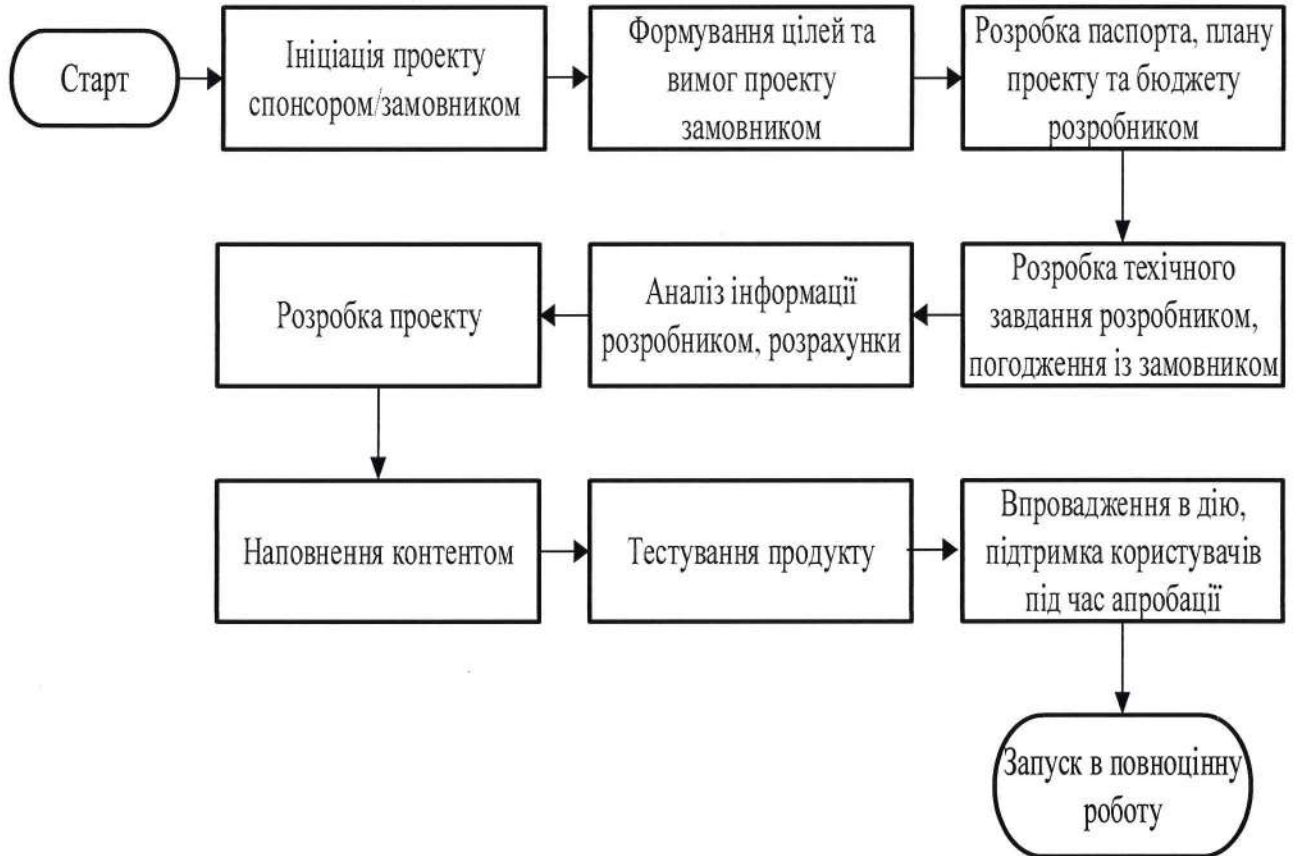 Старт
Ініціація проекту
спонсором/замовником
Формування цілей та
вимог проекту
замовником
Розробка паспорта, плану
проекту та бюджету
розробником
Розробка техічного
завдання розробником,
погодження із замовником
Аналіз інформації
розробником, розрахунки
Розробка проекту
Наповнення контентом
Тестування продукту
Впровадження в дію,
підтримка користувачів
під час апробації
Запуск в повноцінну
роботу